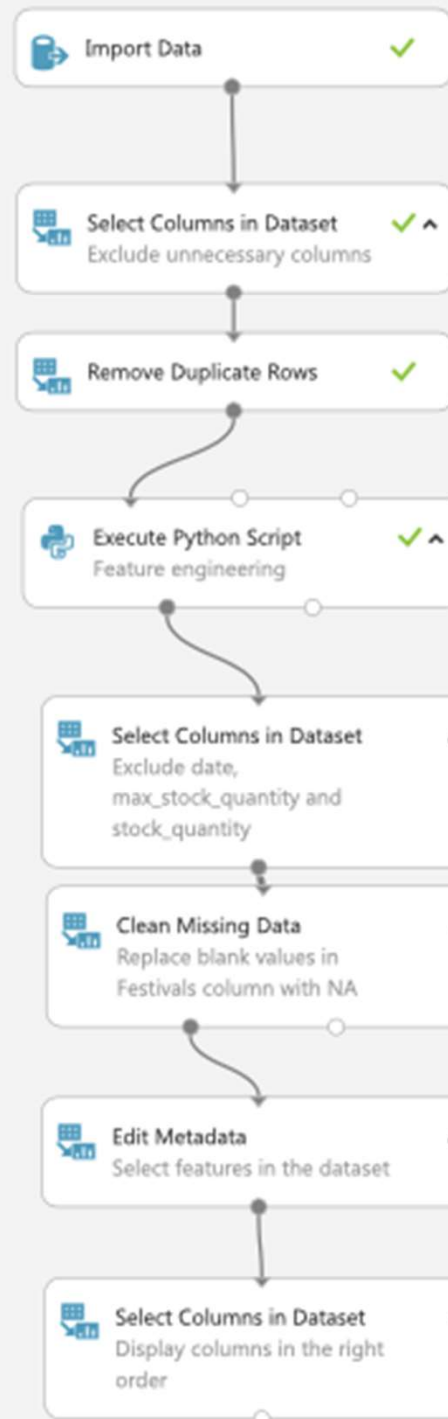 Import Data
Select Columns in Dataset
Exclude unnecessary columns
Remove Duplicate Rows
Execute Python Script
Feature engineering
Select Columns in Dataset
Exclude date,
max_stock_quantity and
stock_quantity
Clean Missing Data
Replace blank values in
Festivals column with NA
Edit Metadata
Select features in the dataset
Select Columns in Dataset
Display columns in the right
order